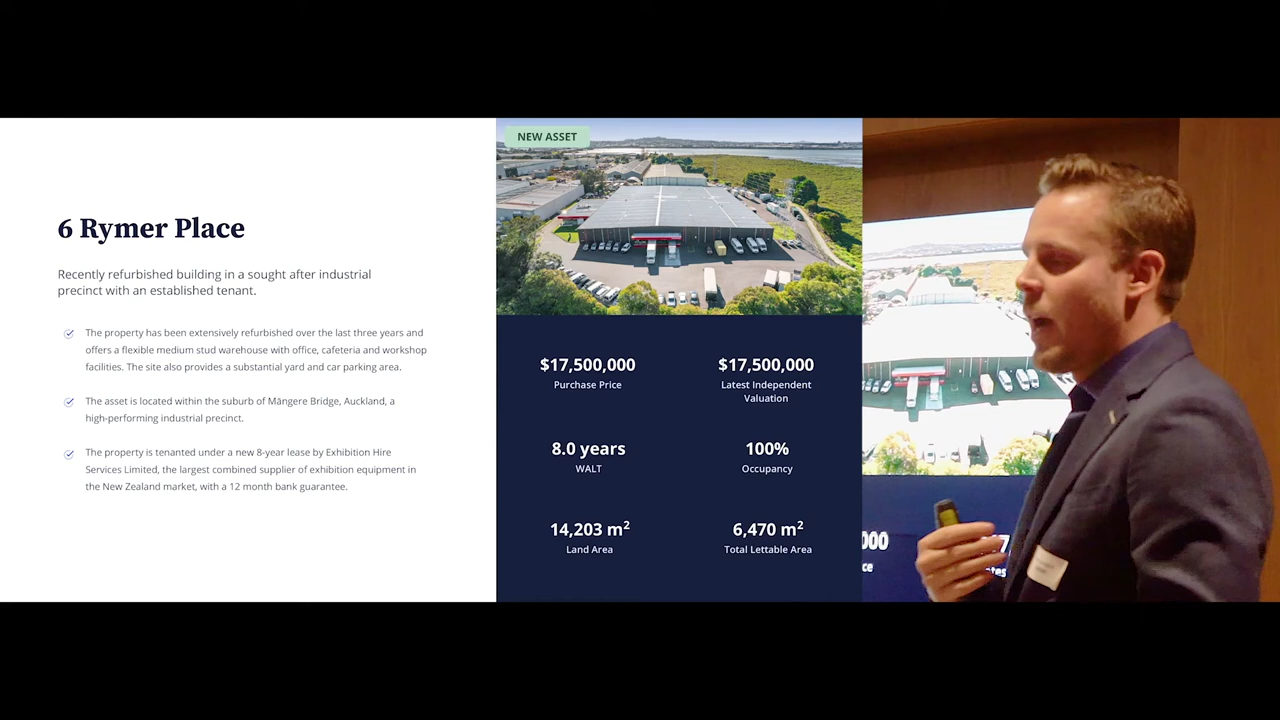 6 Rymer Place
Recently refurbished building in a sought after industrial
precinct with an established tenant.
The property has been extensively refurbished over the last three years and
offers a flexible medium stud warehouse with office, cafeteria and workshop
facilities. The site also provides a substantial yard and car parking area.
The asset is located within the suburb of Māngere Bridge, Auckland, a
high-performing industrial precinct.
The property is tenanted under a new 8-year lease by Exhibition Hire
Services Limited, the largest combined supplier of exhibition equipment in
the New Zealand market, with a 12 month bank guarantee.
NEW ASSET
$17,500,000
Purchase Price
$17,500,000
Latest Independent
Valuation
8.0 years
WALT
100%
Occupancy
14,203 m²
Land Area
6,470 m²
Total Lettable Area
000
ce